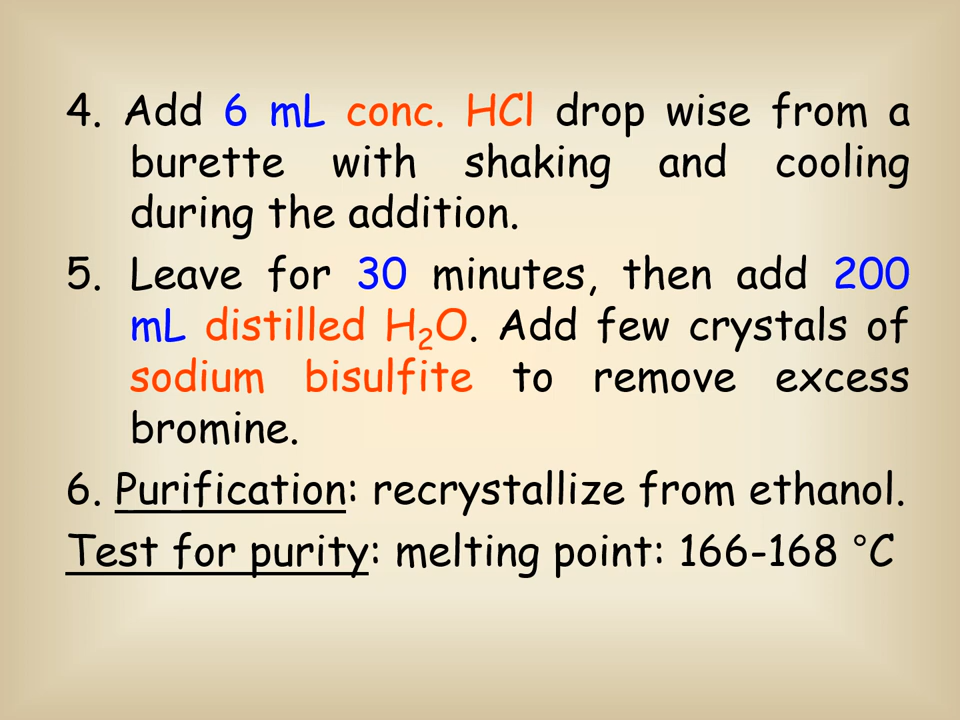 4. Add 6 mL conc. HCl drop wise from a
burette with shaking and cooling
during the addition.
5. Leave for 30 minutes, then add 200
mL distilled H₂O. Add few crystals of
sodium bisulfite to remove excess
bromine.
6. Purification: recrystallize from ethanol.
Test for purity: melting point: 166-168 °C